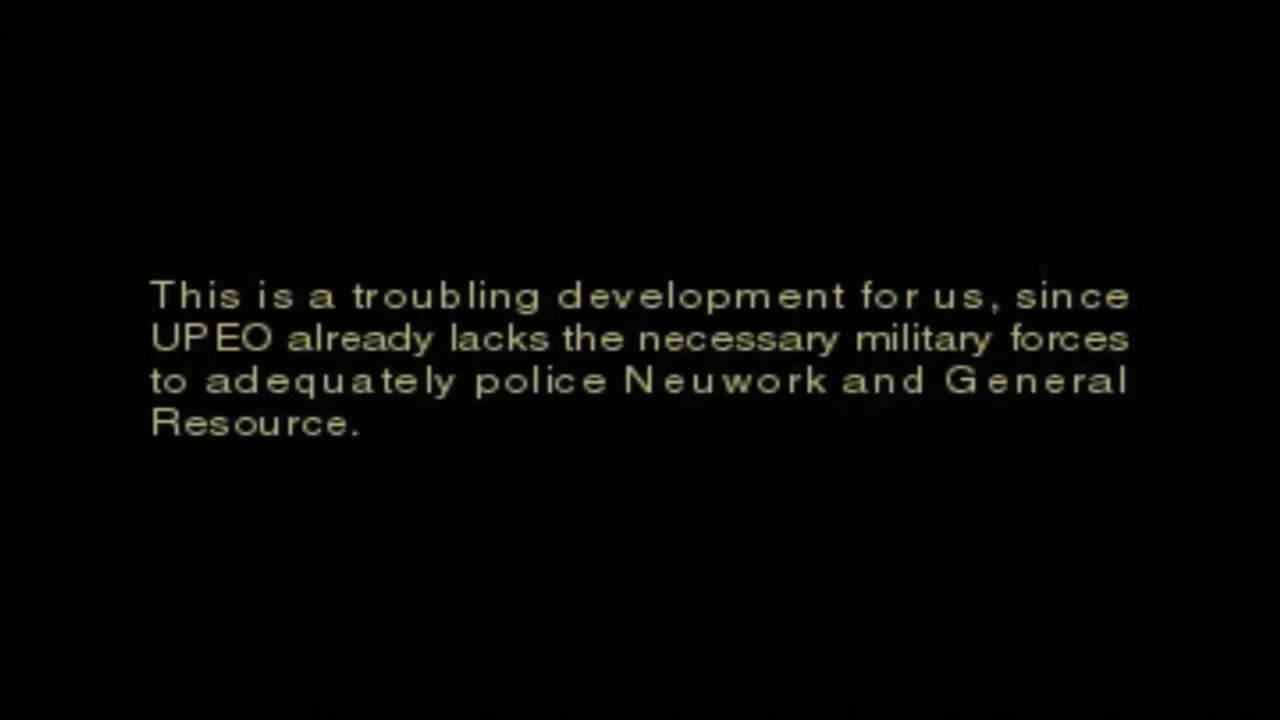 This is a troubling development for us, since
UPEO already lacks the necessary military forces
to adequately police Neuwork and General
Resource.